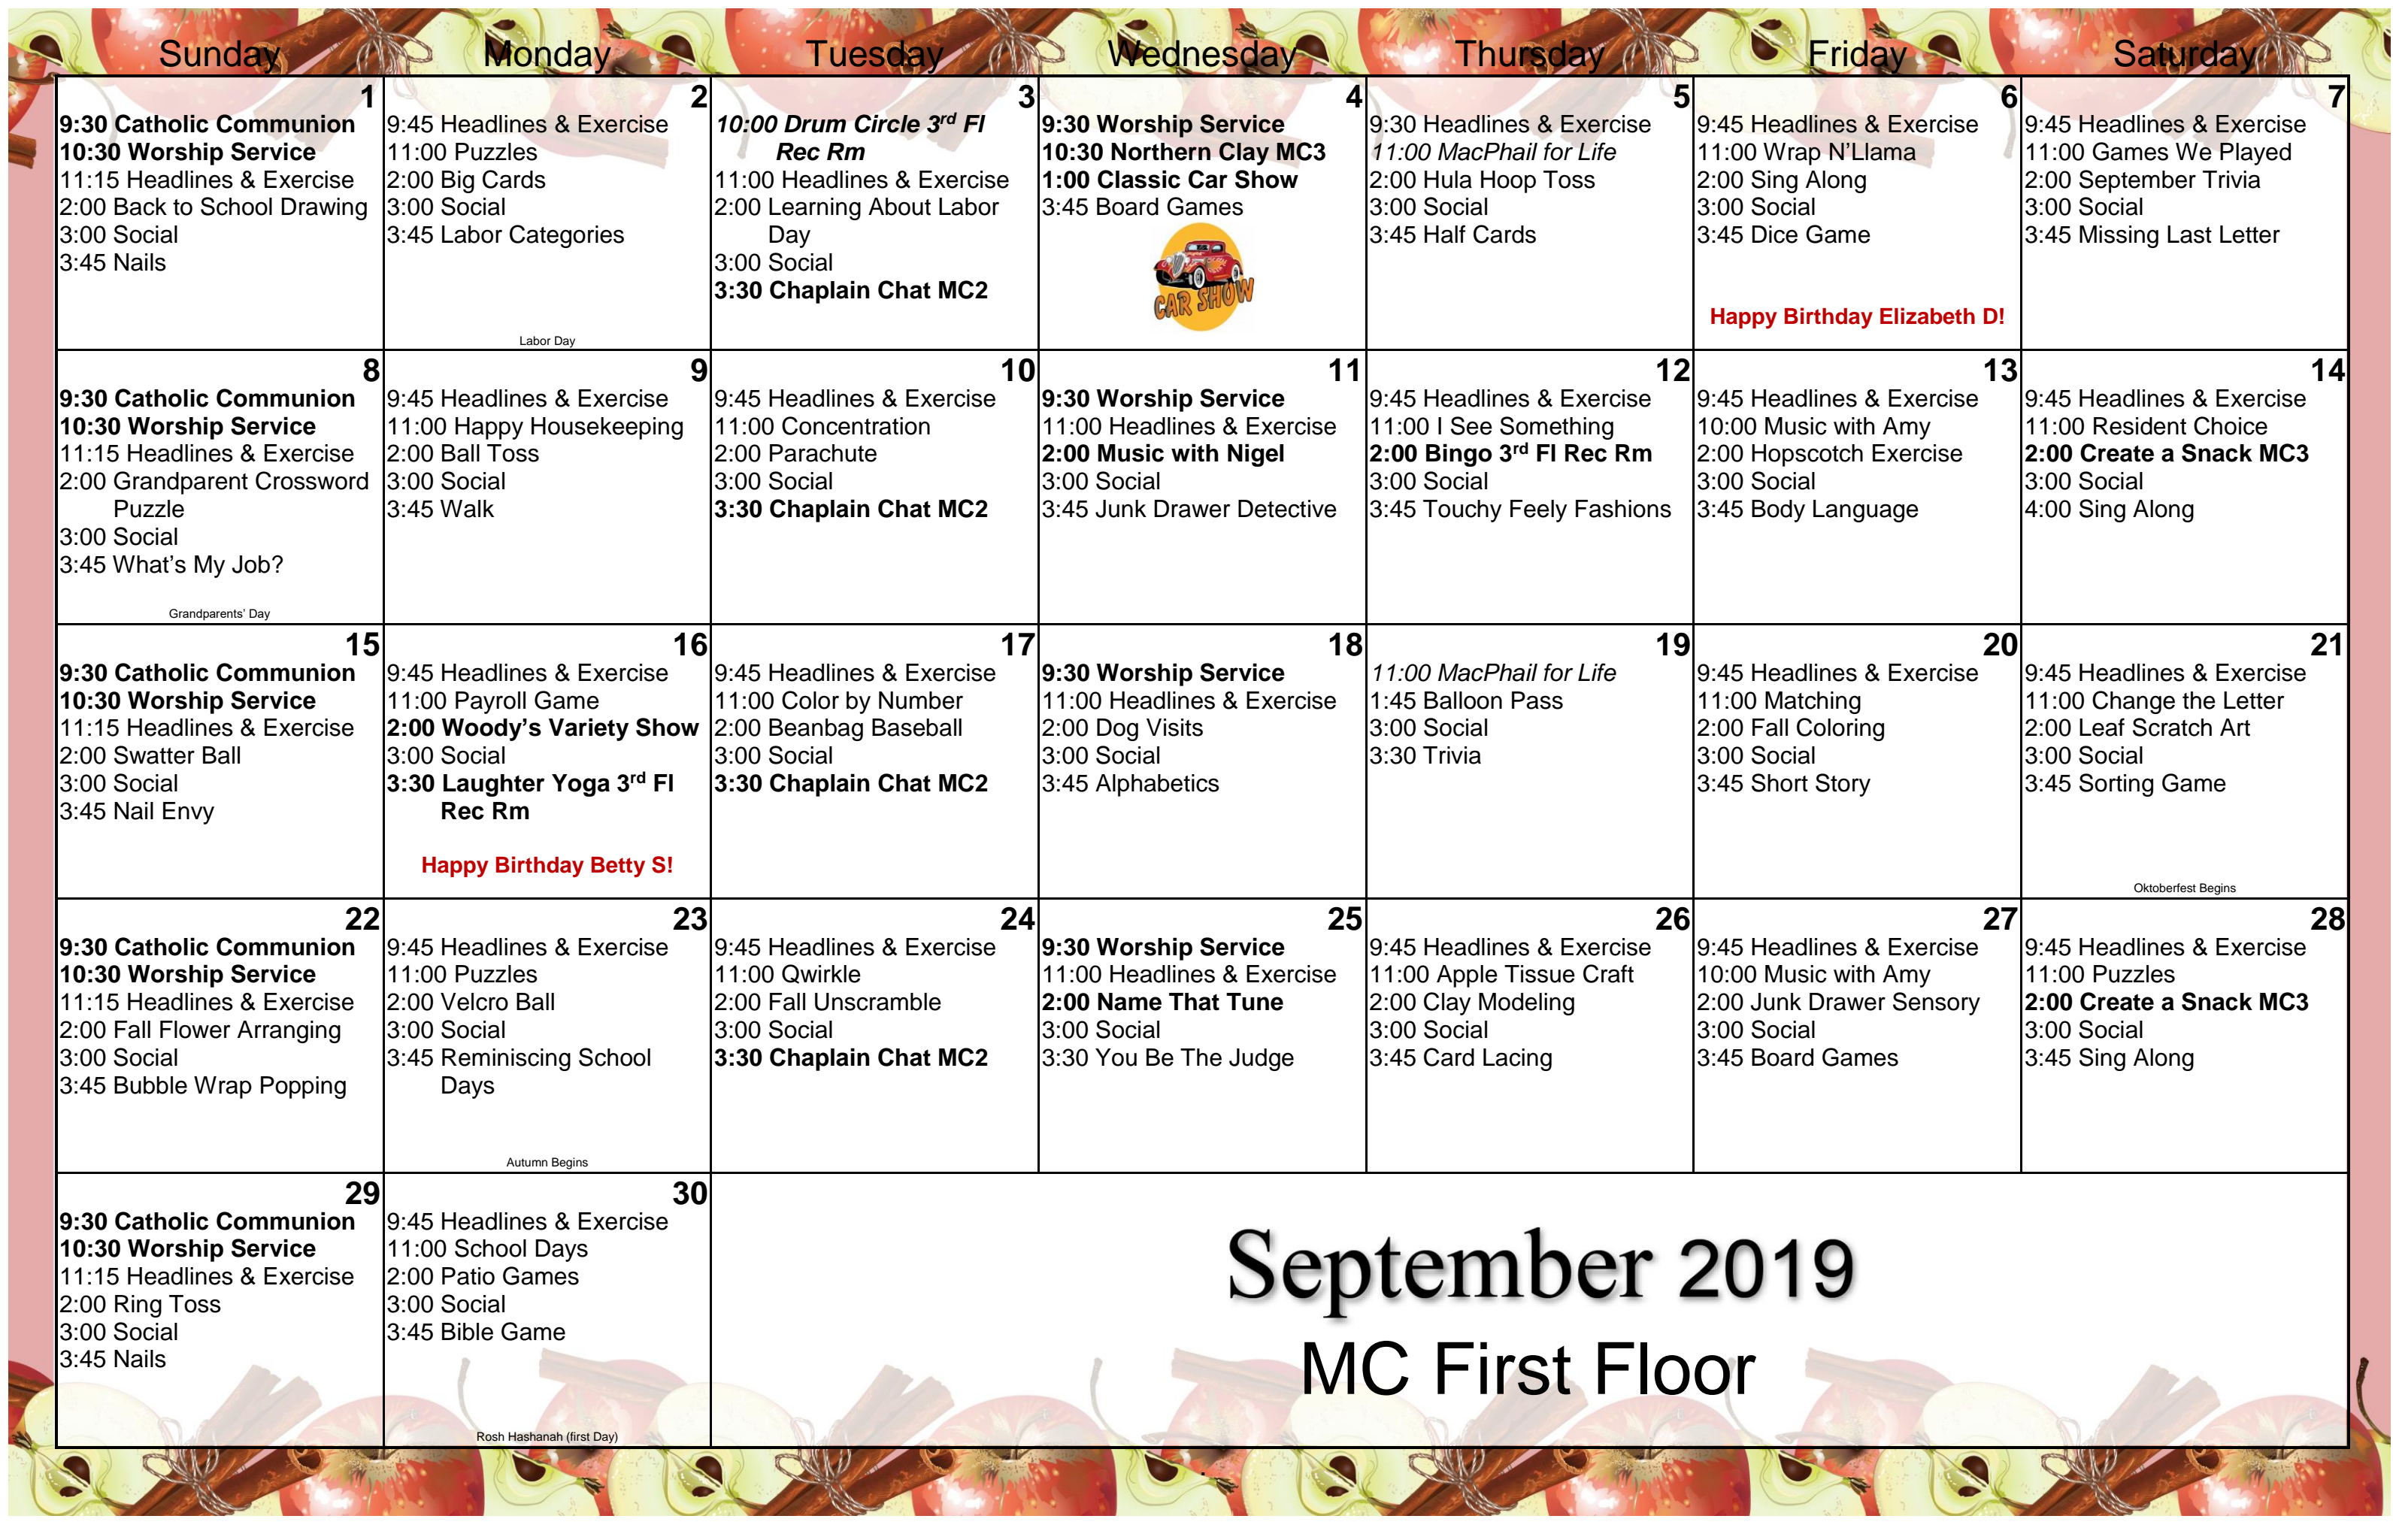 Sunday Monday Tuesday Wednesday Thursday Friday Saturday
1
9:30 Catholic Communion
10:30 Worship Service
11:15 Headlines & Exercise
2:00 Back to School Drawing
3:00 Social
3:45 Nails
2
9:45 Headlines & Exercise
11:00 Puzzles
2:00 Big Cards
3:00 Social
3:45 Labor Categories
Labor Day
3
10:00 Drum Circle 3rd Fl
Rec Rm
11:00 Headlines & Exercise
2:00 Learning About Labor
Day
3:00 Social
3:30 Chaplain Chat MC2
4
9:30 Worship Service
10:30 Northern Clay MC3
1:00 Classic Car Show
3:45 Board Games
CAR SHOW
5
9:30 Headlines & Exercise
11:00 MacPhail for Life
2:00 Hula Hoop Toss
3:00 Social
3:45 Half Cards
6
9:45 Headlines & Exercise
11:00 Wrap N’Llama
2:00 Sing Along
3:00 Social
3:45 Dice Game
Happy Birthday Elizabeth D!
7
9:45 Headlines & Exercise
11:00 Games We Played
2:00 September Trivia
3:00 Social
3:45 Missing Last Letter
8
9:30 Catholic Communion
10:30 Worship Service
11:15 Headlines & Exercise
2:00 Grandparent Crossword
Puzzle
3:00 Social
3:45 What’s My Job?
Grandparents’ Day
9
9:45 Headlines & Exercise
11:00 Happy Housekeeping
2:00 Ball Toss
3:00 Social
3:45 Walk
10
9:45 Headlines & Exercise
11:00 Concentration
2:00 Parachute
3:00 Social
3:30 Chaplain Chat MC2
11
9:30 Worship Service
11:00 Headlines & Exercise
2:00 Music with Nigel
3:00 Social
3:45 Junk Drawer Detective
12
9:45 Headlines & Exercise
11:00 I See Something
2:00 Bingo 3rd Fl Rec Rm
3:00 Social
3:45 Touchy Feely Fashions
13
9:45 Headlines & Exercise
10:00 Music with Amy
2:00 Hopscotch Exercise
3:00 Social
3:45 Body Language
14
9:45 Headlines & Exercise
11:00 Resident Choice
2:00 Create a Snack MC3
3:00 Social
4:00 Sing Along
15
9:30 Catholic Communion
10:30 Worship Service
11:15 Headlines & Exercise
2:00 Swatter Ball
3:00 Social
3:45 Nail Envy
16
9:45 Headlines & Exercise
11:00 Payroll Game
2:00 Woody’s Variety Show
3:00 Social
3:30 Laughter Yoga 3rd Fl
Rec Rm
Happy Birthday Betty S!
17
9:45 Headlines & Exercise
11:00 Color by Number
2:00 Beanbag Baseball
3:00 Social
3:30 Chaplain Chat MC2
18
9:30 Worship Service
11:00 Headlines & Exercise
2:00 Dog Visits
3:00 Social
3:45 Alphabetics
19
11:00 MacPhail for Life
1:45 Balloon Pass
3:00 Social
3:30 Trivia
20
9:45 Headlines & Exercise
11:00 Matching
2:00 Fall Coloring
3:00 Social
3:45 Short Story
21
9:45 Headlines & Exercise
11:00 Change the Letter
2:00 Leaf Scratch Art
3:00 Social
3:45 Sorting Game
Oktoberfest Begins
22
9:30 Catholic Communion
10:30 Worship Service
11:15 Headlines & Exercise
2:00 Fall Flower Arranging
3:00 Social
3:45 Bubble Wrap Popping
23
9:45 Headlines & Exercise
11:00 Puzzles
2:00 Velcro Ball
3:00 Social
3:45 Reminiscing School
Days
Autumn Begins
24
9:45 Headlines & Exercise
11:00 Qwirkle
2:00 Fall Unscramble
3:00 Social
3:30 Chaplain Chat MC2
25
9:30 Worship Service
11:00 Headlines & Exercise
2:00 Name That Tune
3:00 Social
3:30 You Be The Judge
26
9:45 Headlines & Exercise
11:00 Apple Tissue Craft
2:00 Clay Modeling
3:00 Social
3:45 Card Lacing
27
9:45 Headlines & Exercise
10:00 Music with Amy
2:00 Junk Drawer Sensory
3:00 Social
3:45 Board Games
28
9:45 Headlines & Exercise
11:00 Puzzles
2:00 Create a Snack MC3
3:00 Social
3:45 Sing Along
29
9:30 Catholic Communion
10:30 Worship Service
11:15 Headlines & Exercise
2:00 Ring Toss
3:00 Social
3:45 Nails
30
9:45 Headlines & Exercise
11:00 School Days
2:00 Patio Games
3:00 Social
3:45 Bible Game
Rosh Hashanah (first Day)
September 2019
MC First Floor